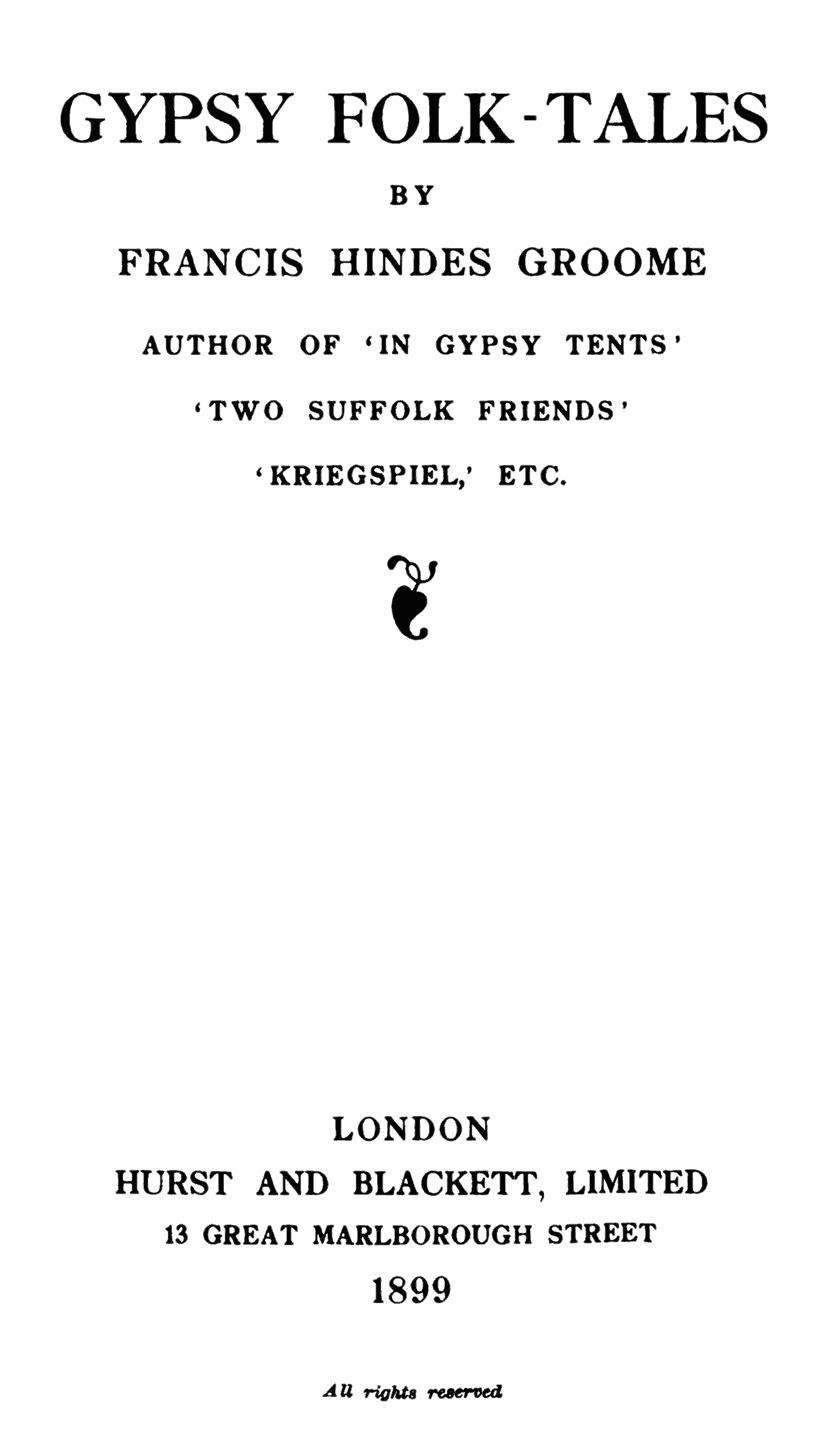 GYPSY FOLK-TALES
BY
FRANCIS HINDES GROOME
AUTHOR OF ‘IN GYPSY TENTS’
‘TWO SUFFOLK FRIENDS’
‘KRIEGSPIEL,’ ETC.
LONDON
HURST AND BLACKETT, LIMITED
13 GREAT MARLBOROUGH STREET
1899
All rights reserved